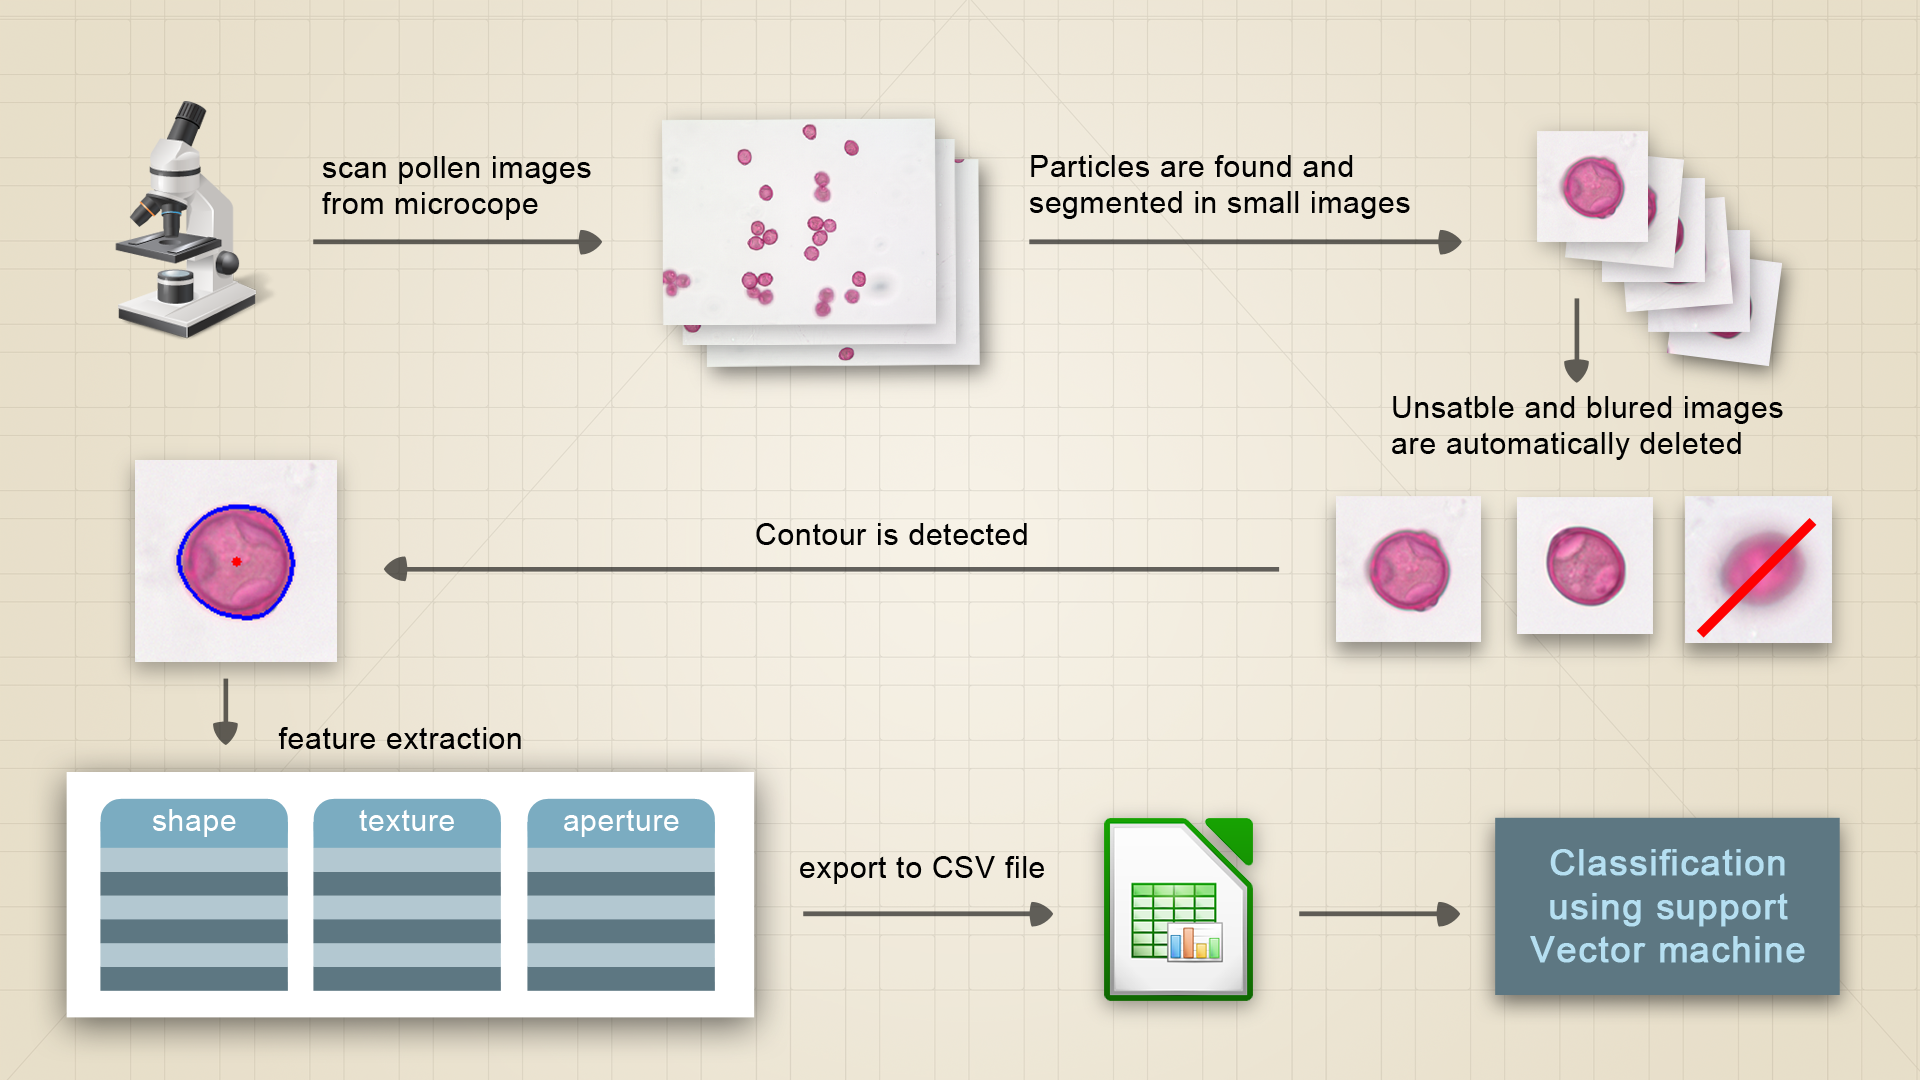 scan pollen images
from microcope
Particles are found and
segmented in small images
Unsatble and blured images
are automatically deleted
Contour is detected
feature extraction
shape
texture
aperture
export to CSV file
Classification
using support
Vector machine